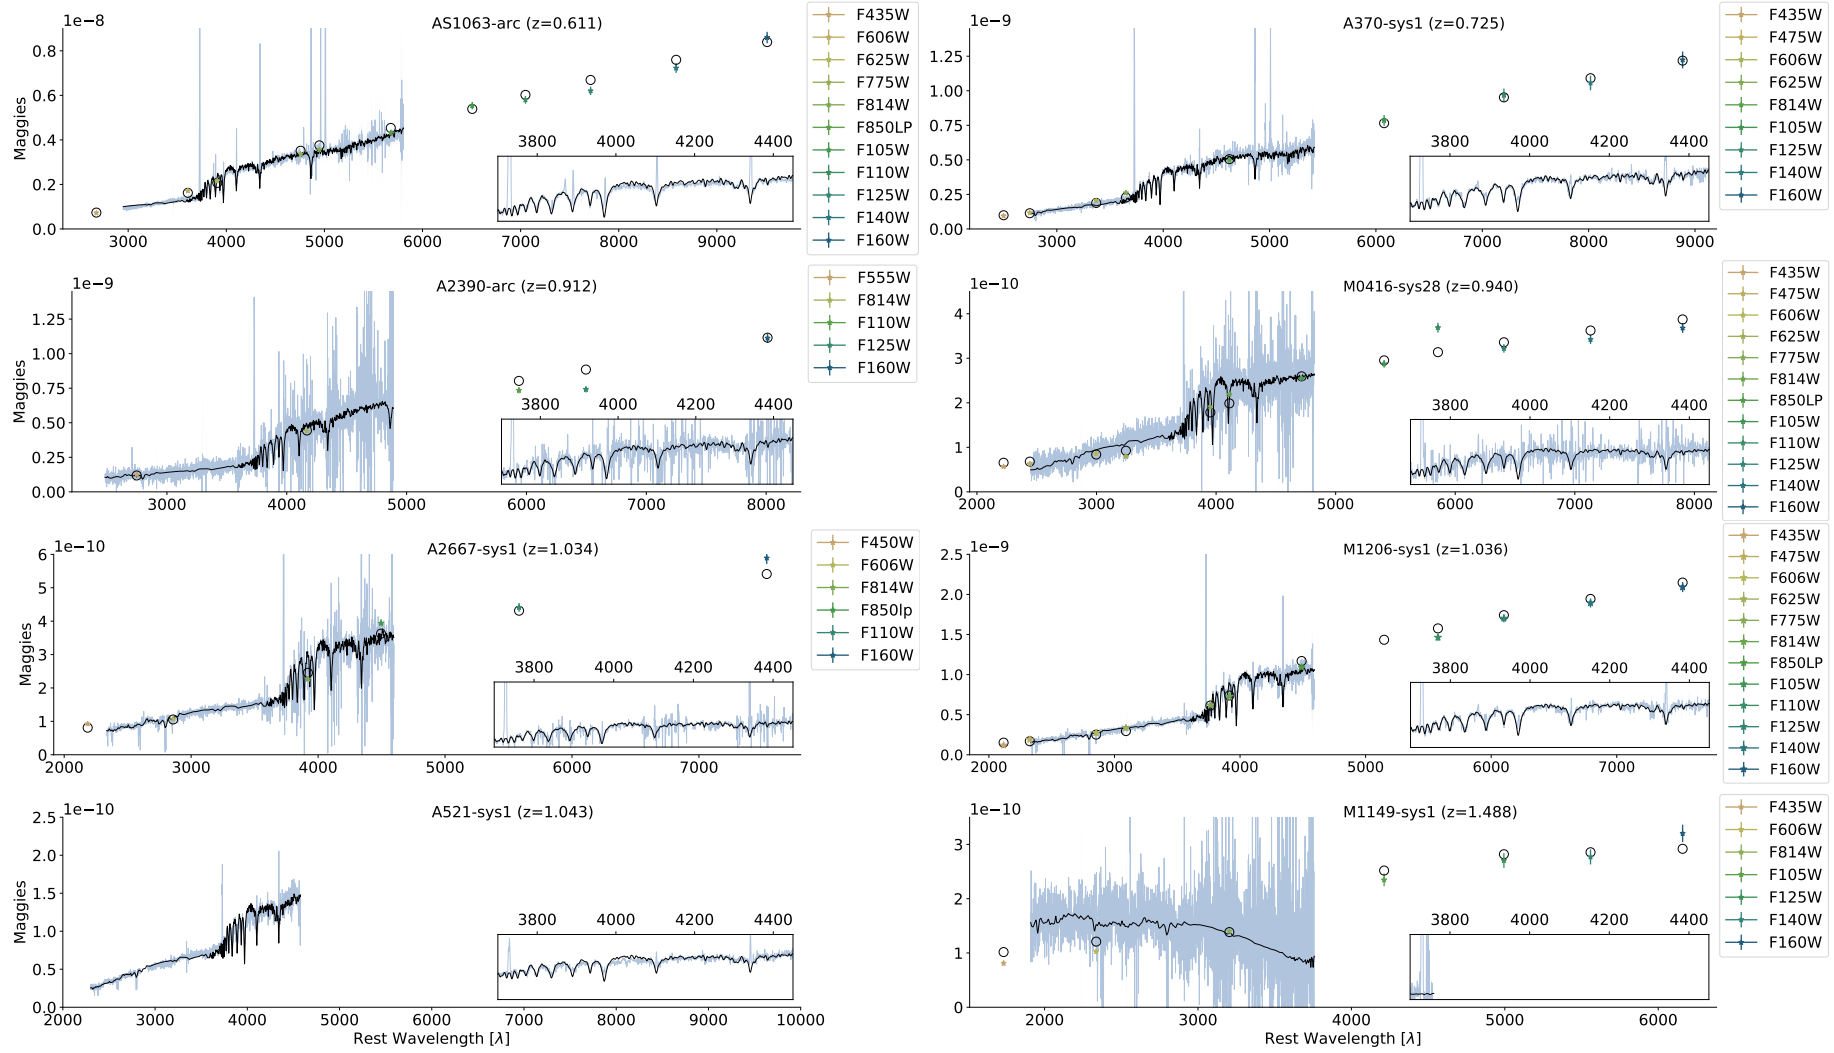 1e−8
AS1063-arc (z=0.611)
Maggies
0.8
0.6
0.4
0.2
0.0
3000 4000 5000 6000 7000 8000 9000
3800 4000 4200 4400
F435W
F606W
F625W
F775W
F814W
F850LP
F105W
F110W
F125W
F140W
F160W
1e−9
A370-sys1 (z=0.725)
1.25
1.00
0.75
0.50
0.25
0.00
3000 4000 5000 6000 7000 8000 9000
3800 4000 4200 4400
F435W
F475W
F606W
F625W
F814W
F105W
F125W
F140W
F160W
1e−9
A2390-arc (z=0.912)
Maggies
1.25
1.00
0.75
0.50
0.25
0.00
3000 4000 5000 6000 7000 8000
3800 4000 4200 4400
F555W
F814W
F110W
F125W
F160W
1e−10
M0416-sys28 (z=0.940)
4
3
2
1
0
2000 3000 4000 5000 6000 7000 8000
3800 4000 4200 4400
F435W
F475W
F606W
F625W
F775W
F814W
F850LP
F105W
F110W
F125W
F140W
F160W
1e−10
A2667-sys1 (z=1.034)
Maggies
6
5
4
3
2
1
0
2000 3000 4000 5000 6000 7000
3800 4000 4200 4400
F450W
F606W
F814W
F850lp
F110W
F160W
1e−9
M1206-sys1 (z=1.036)
2.5
2.0
1.5
1.0
0.5
0.0
2000 3000 4000 5000 6000 7000
3800 4000 4200 4400
F435W
F475W
F606W
F625W
F775W
F814W
F850LP
F105W
F110W
F125W
F140W
F160W
1e−10
A521-sys1 (z=1.043)
Maggies
2.5
2.0
1.5
1.0
0.5
0.0
2000 3000 4000 5000 6000 7000 8000 9000 10000
3800 4000 4200 4400
Rest Wavelength [λ]
1e−10
M1149-sys1 (z=1.488)
3
2
1
0
2000 3000 4000 5000 6000
3800 4000 4200 4400
Rest Wavelength [λ]
F435W
F606W
F814W
F105W
F125W
F140W
F160W